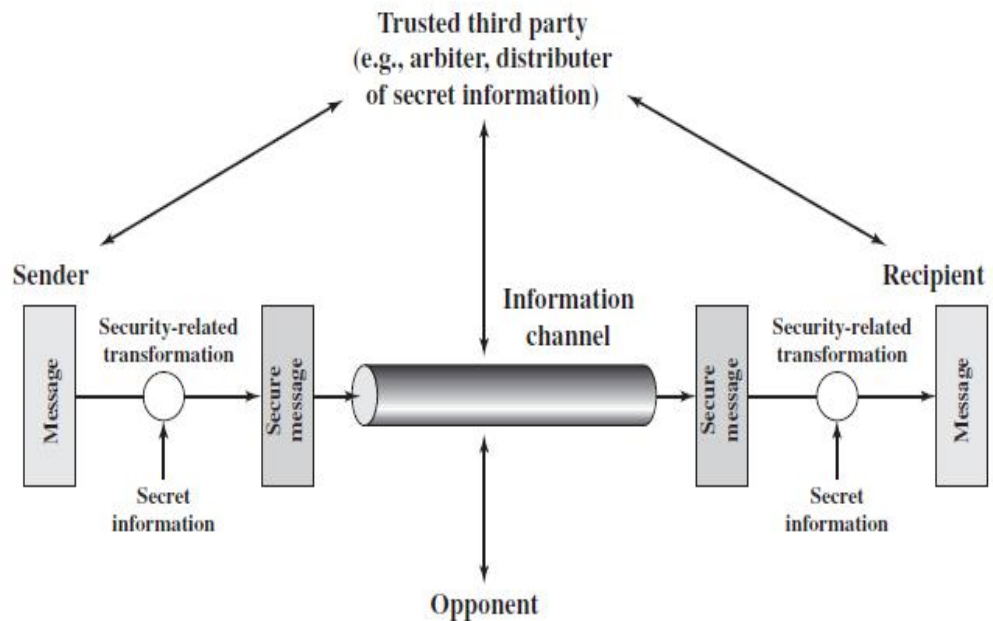 Trusted third party
(e.g., arbiter, distributer
of secret information)
Sender
Recipient
Information
channel
Security-related
transformation
Security-related
transformation
Message
Secure
message
Secure
message
Message
Secret
information
Secret
information
Opponent